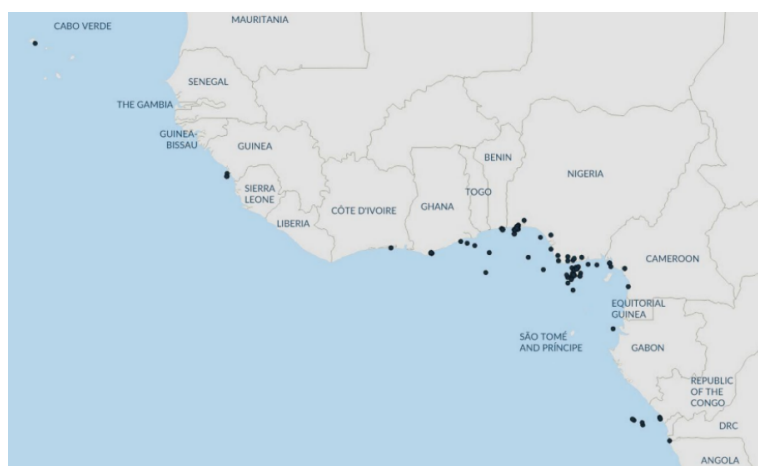 CABO VERDE
MAURITANIA
SENEGAL
THE GAMBIA
GUINEA-
BISSAU
GUINEA
SIERRA
LEONE
LIBERIA
CÔTE D'IVOIRE
GHANA
TOGO
BENIN
NIGERIA
CAMEROON
EQUITORIAL
GUINEA
SÃO TOMÉ
AND PRÍNCIPE
GABON
REPUBLIC
OF THE
CONGO
DRC
ANGOLA